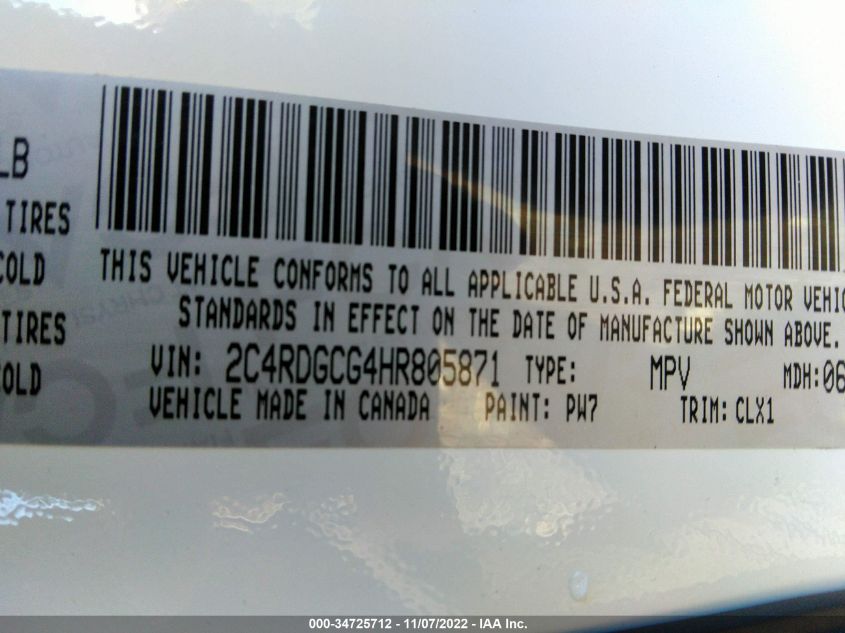 LB
TIRES
COLD
TIRES
COLD
THIS VEHICLE CONFORMS TO ALL APPLICABLE U.S.A. FEDERAL MOTOR VEHIC
STANDARDS IN EFFECT ON THE DATE OF MANUFACTURE SHOWN ABOVE.
VIN: 2C4RDGCG4HR805871 TYPE: MPV MDH:06
VEHICLE MADE IN CANADA PAINT: PW7 TRIM: CLX1
000-34725712 - 11/07/2022 - IAA Inc.